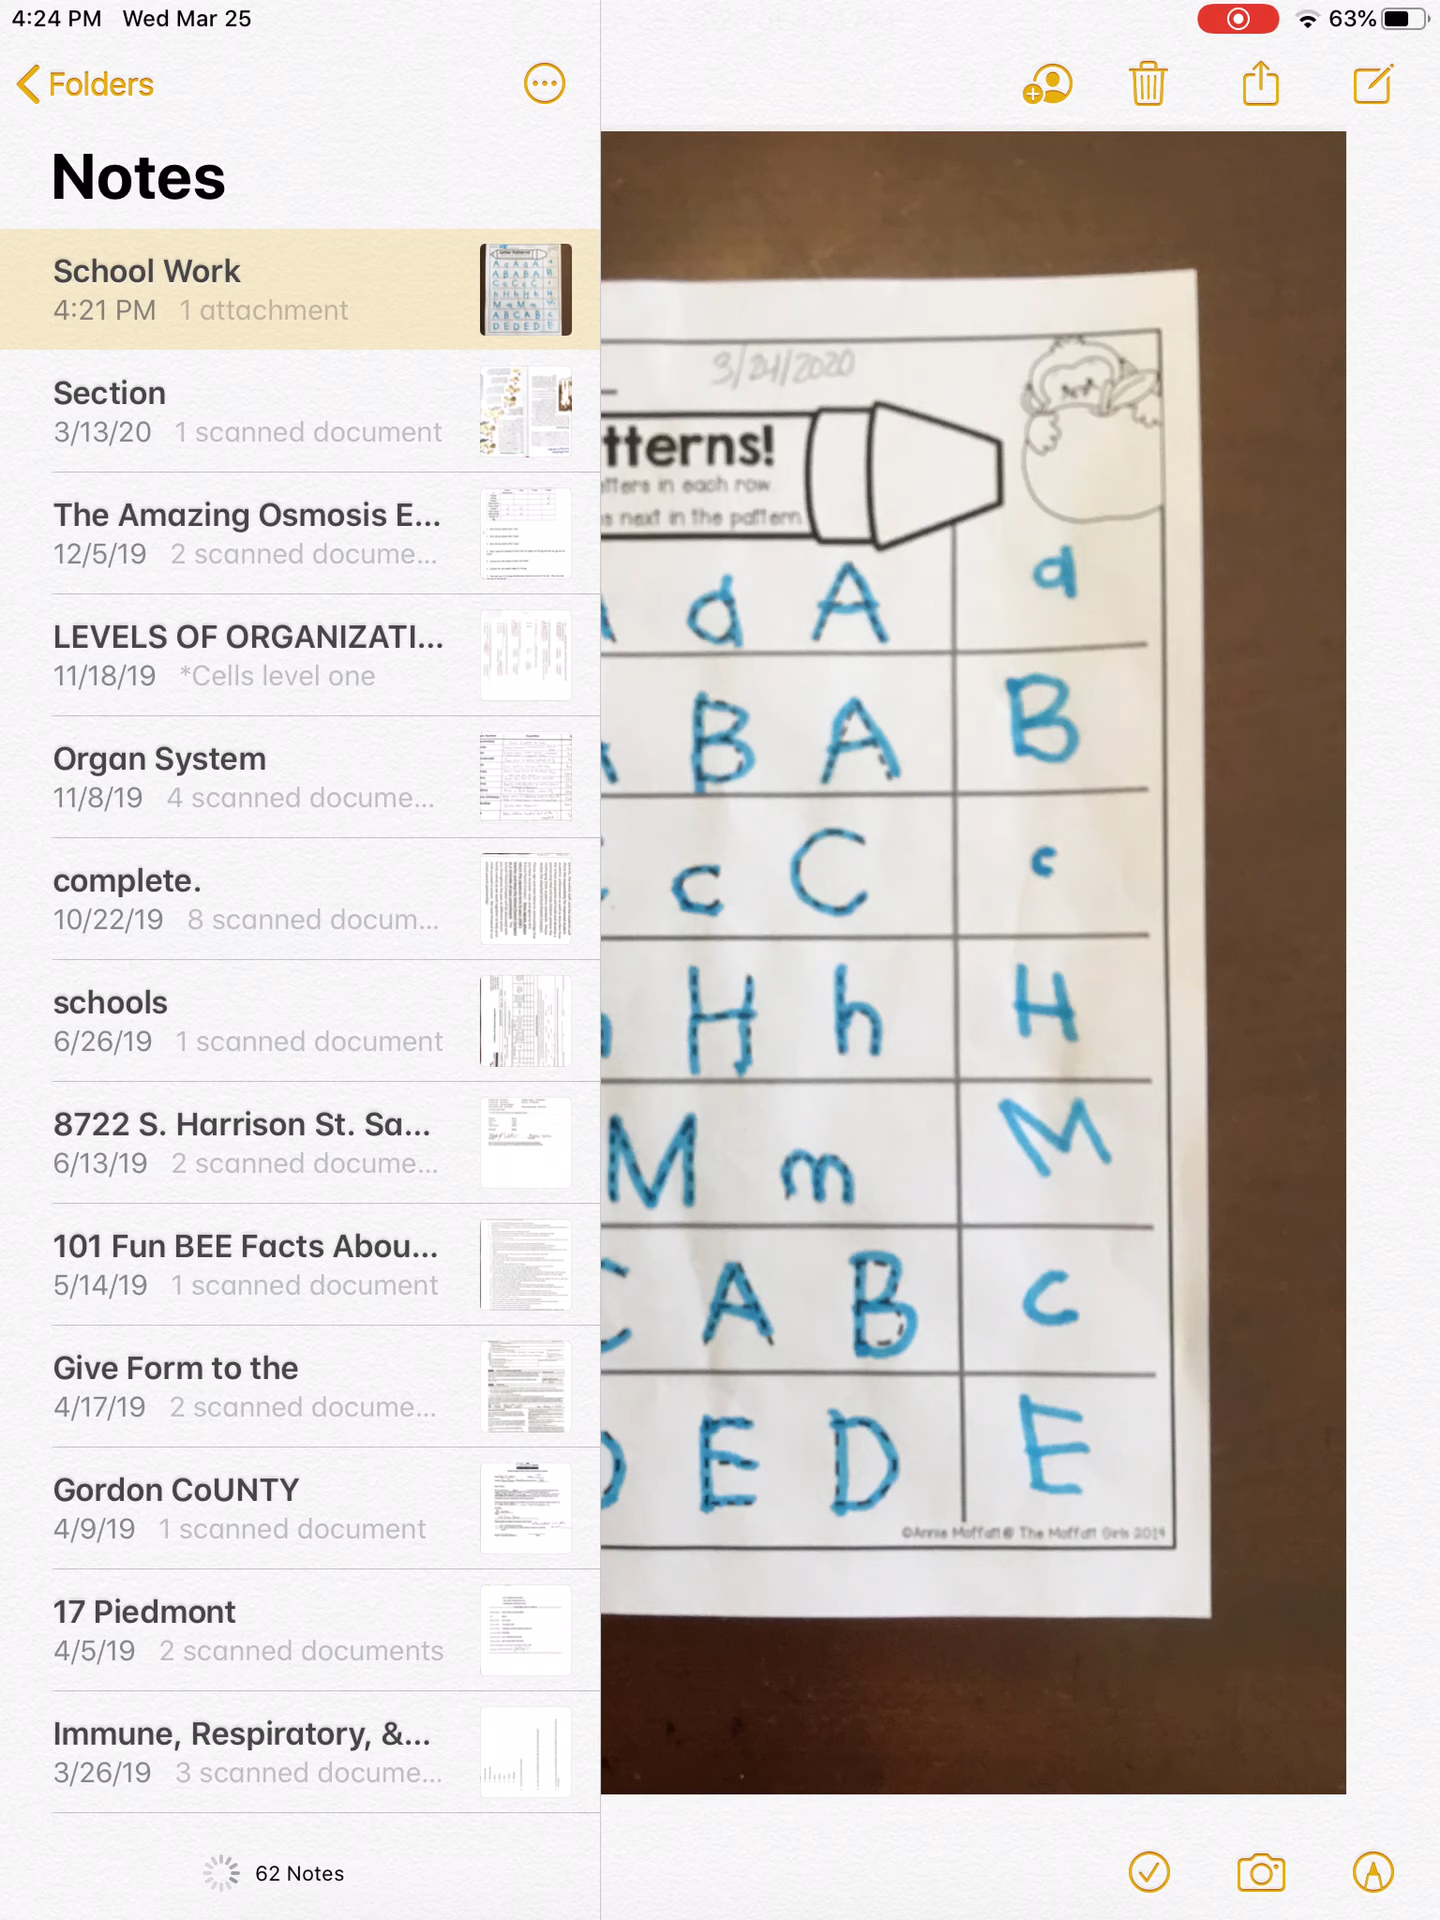 4:24 PM Wed Mar 25
63%
Folders
Notes
School Work
4:21 PM 1 attachment
Section
3/13/20 1 scanned document
The Amazing Osmosis E...
12/5/19 2 scanned docume...
LEVELS OF ORGANIZATI...
11/18/19 *Cells level one
Organ System
11/8/19 4 scanned docume...
complete.
10/22/19 8 scanned docum...
schools
6/26/19 1 scanned document
8722 S. Harrison St. Sa...
6/13/19 2 scanned docume...
101 Fun BEE Facts Abou...
5/14/19 1 scanned document
Give Form to the
4/17/19 2 scanned docume...
Gordon CoUNTY
4/9/19 1 scanned document
17 Piedmont
4/5/19 2 scanned documents
Immune, Respiratory, &...
3/26/19 3 scanned docume...
62 Notes
3/24/2020
tterns!
tters in each row.
s next in the pattern
a A a
B A B
c C c
H h H
M m M
C A B c
D E D E
©Annie Moffatt @ The Moffatt Girls 2014